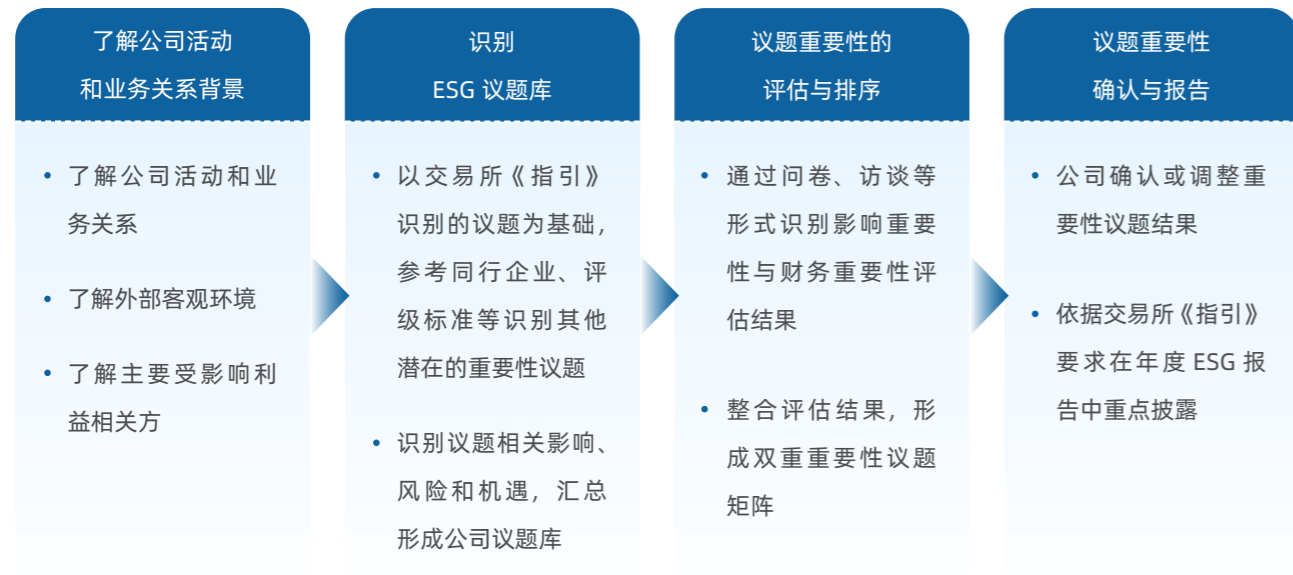 了解公司活动
和业务关系背景
• 了解公司活动和业
务关系
• 了解外部客观环境
• 了解主要受影响利
益相关方
识别
ESG 议题库
• 以交易所《指引》
识别的议题为基础，
参考同行企业、评
级标准等识别其他
潜在的重要性议题
• 识别议题相关影响、
风险和机遇，汇总
形成公司议题库
议题重要性的
评估与排序
• 通过问卷、访谈等
形式识别影响重要
性与财务重要性评
估结果
• 整合评估结果，形
成双重重要性议题
矩阵
议题重要性
确认与报告
• 公司确认或调整重
要性议题结果
• 依据交易所《指引》
要求在年度 ESG 报
告中重点披露